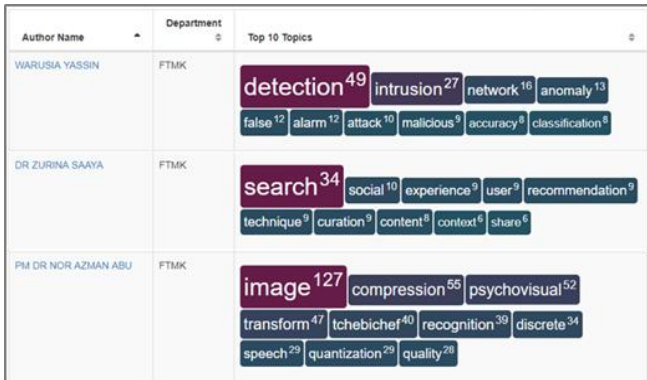 Author Name Department Top 10 Topics
WARUSIA YASSIN FTMK
detection 49 intrusion 27 network 16 anomaly 13
false 12 alarm 12 attack 10 malicious 9 accuracy 8 classification 8
DR ZURINA SAAYA FTMK
search 34 social 10 experience 9 user 9 recommendation 9
technique 9 curation 9 content 8 context 6 share 6
PM DR NOR AZMAN ABU FTMK
image 127 compression 55 psychovisual 52
transform 47 tchebichef 40 recognition 39 discrete 34
speech 29 quantization 29 quality 28